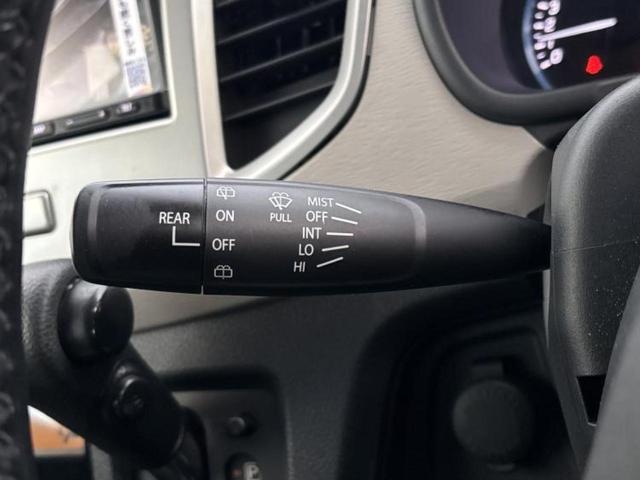 REAR
ON
OFF
PULL
MIST
OFF
INT
LO
HI
P